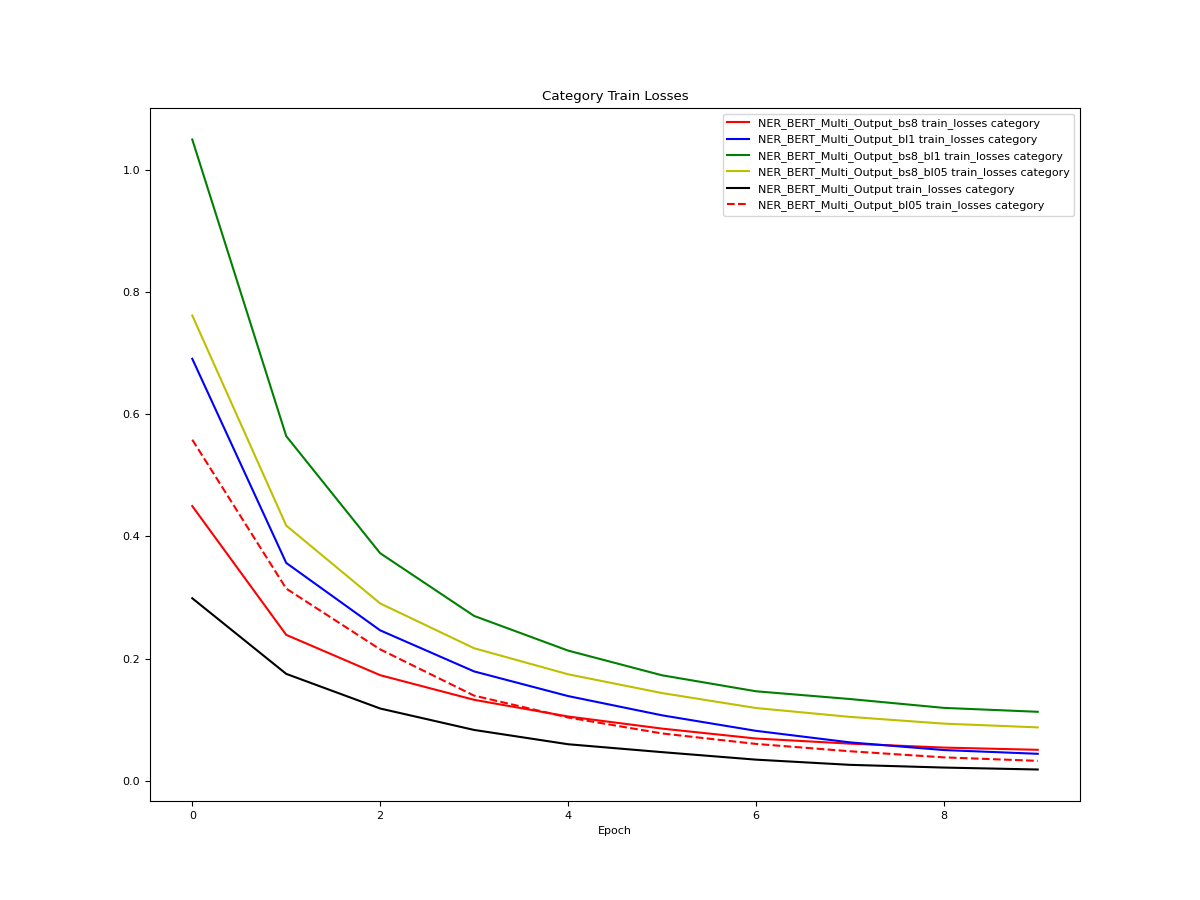 Category Train Losses
NER_BERT_Multi_Output_bs8 train_losses category
NER_BERT_Multi_Output_bl1 train_losses category
NER_BERT_Multi_Output_bs8_bl1 train_losses category
NER_BERT_Multi_Output_bs8_bl05 train_losses category
NER_BERT_Multi_Output train_losses category
NER_BERT_Multi_Output_bl05 train_losses category
1.0
0.8
0.6
0.4
0.2
0.0
0 2 4 6 8
Epoch